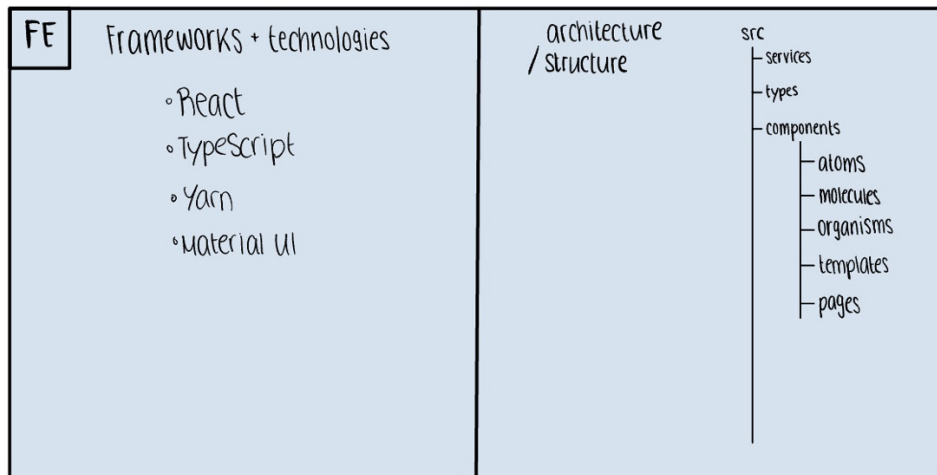 FE
Frameworks + technologies
◦ React
◦ TypeScript
◦ Yarn
◦ Material UI
architecture
/ structure
src
services
types
components
atoms
molecules
organisms
templates
pages